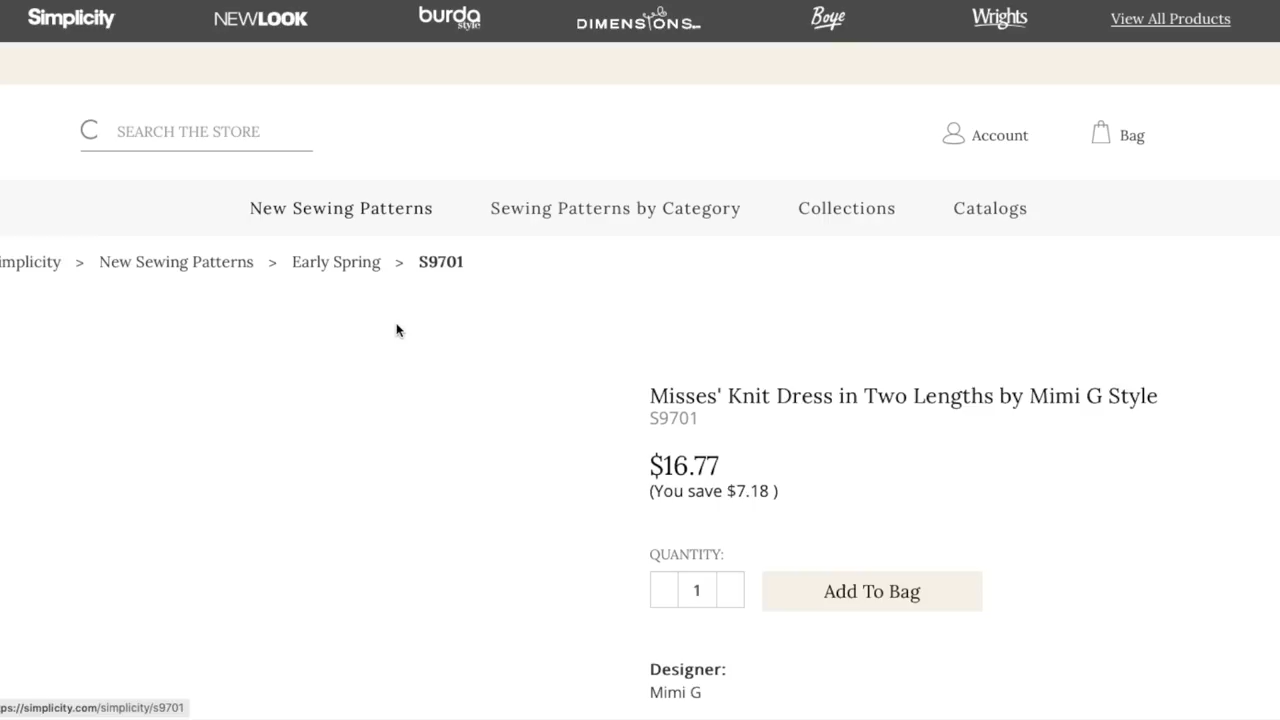 Simplicity NEWLOOK burda style DIMENSIONS Boye Wrights View All Products
SEARCH THE STORE Account Bag
New Sewing Patterns Sewing Patterns by Category Collections Catalogs
implicity > New Sewing Patterns > Early Spring > S9701
Misses' Knit Dress in Two Lengths by Mimi G Style
S9701
$16.77
(You save $7.18 )
QUANTITY:
1 Add To Bag
Designer:
Mimi G
ps://simplicity.com/simplicity/s9701